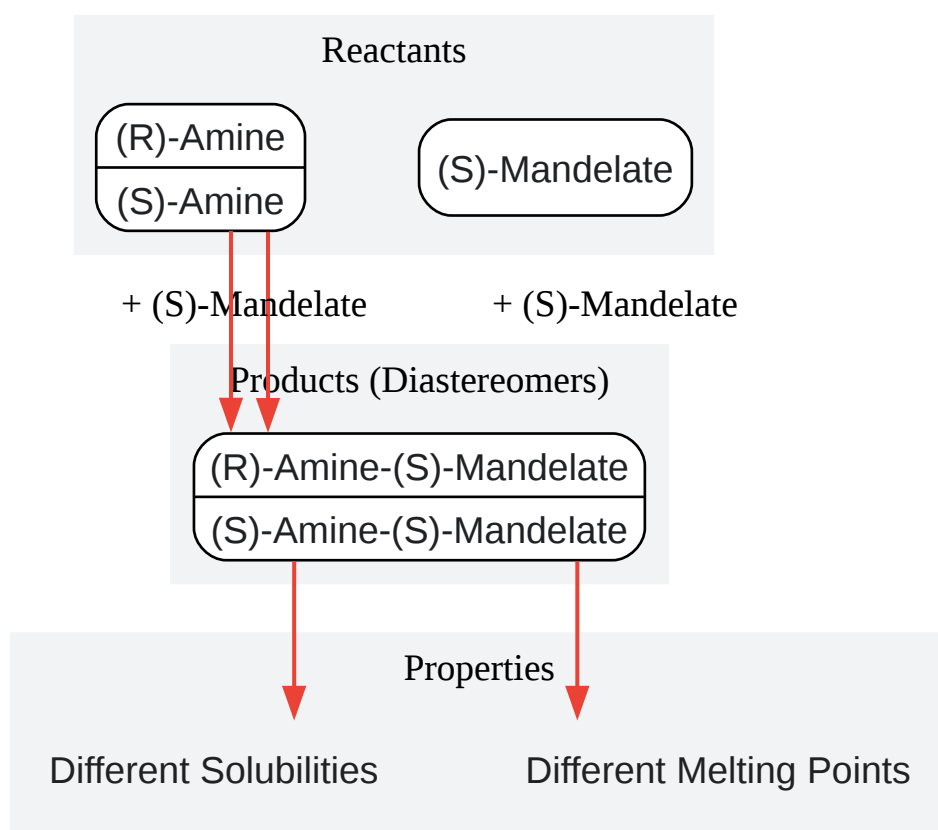 Reactants
(R)-Amine
(S)-Amine
(S)-Mandelate
+ (S)-Mandelate
+ (S)-Mandelate
Products (Diastereomers)
(R)-Amine-(S)-Mandelate
(S)-Amine-(S)-Mandelate
Properties
Different Solubilities
Different Melting Points